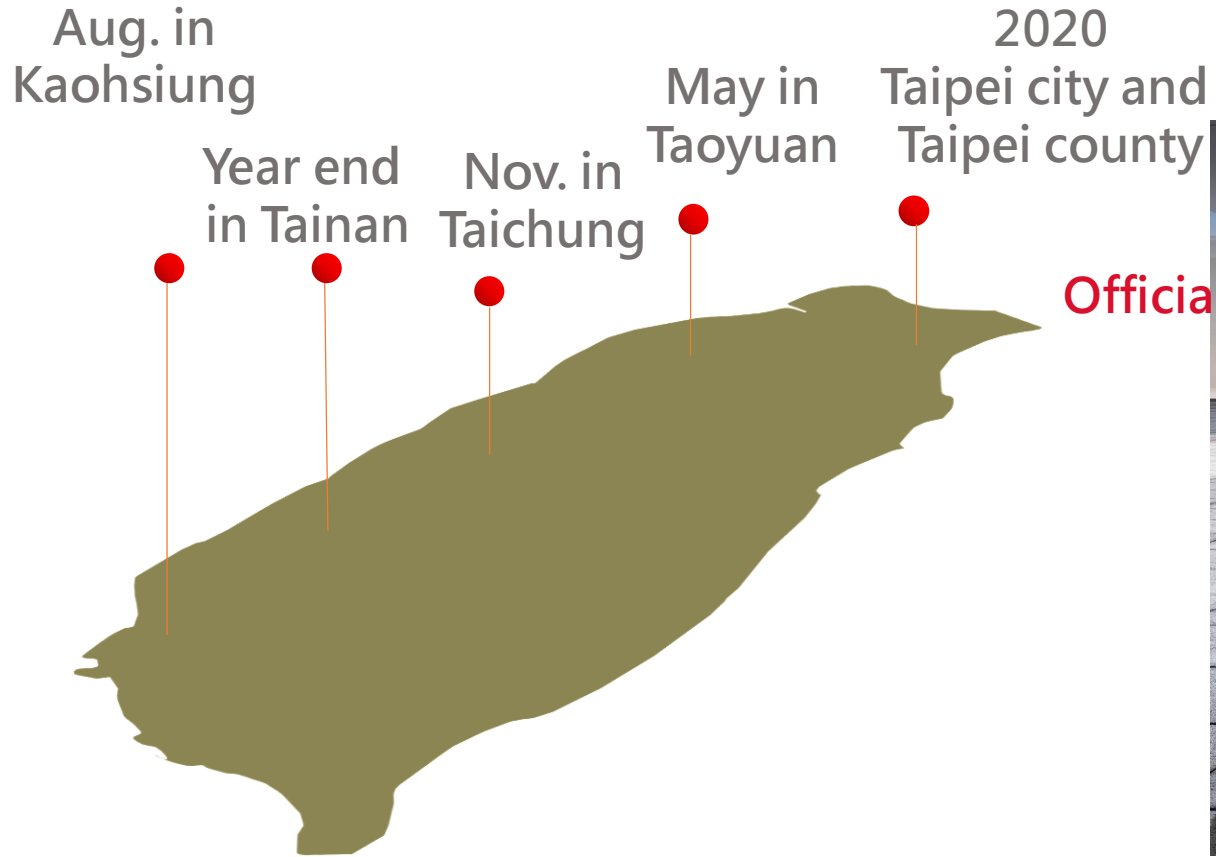 Aug. in
Kaohsiung
Year end
in Tainan
Nov. in
Taichung
May in
Taoyuan
2020
Taipei city and
Taipei county
Officia